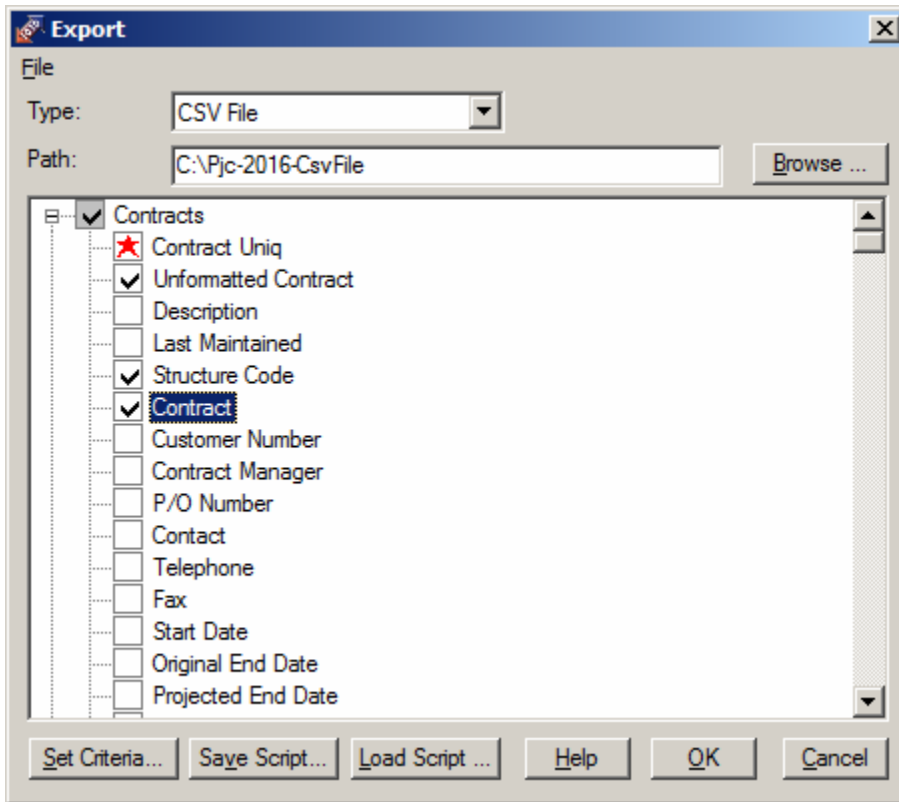 Export
File
Type: CSV File
Path: C:\Pjc-2016-CsvFile Browse ...
Contracts
Contract Uniq
Unformatted Contract
Description
Last Maintained
Structure Code
Contract
Customer Number
Contract Manager
P/O Number
Contact
Telephone
Fax
Start Date
Original End Date
Projected End Date
Set Criteria... Save Script... Load Script ... Help OK Cancel